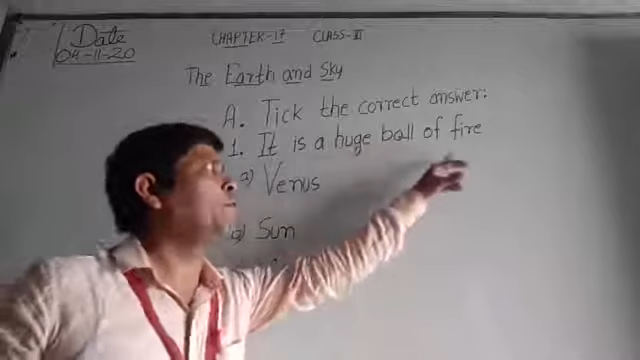 Date
04-11-20
CHAPTER-17 CLASS-II
The Earth and Sky
A. Tick the correct answer:
1. It is a huge ball of fire
a) Venus
Sun